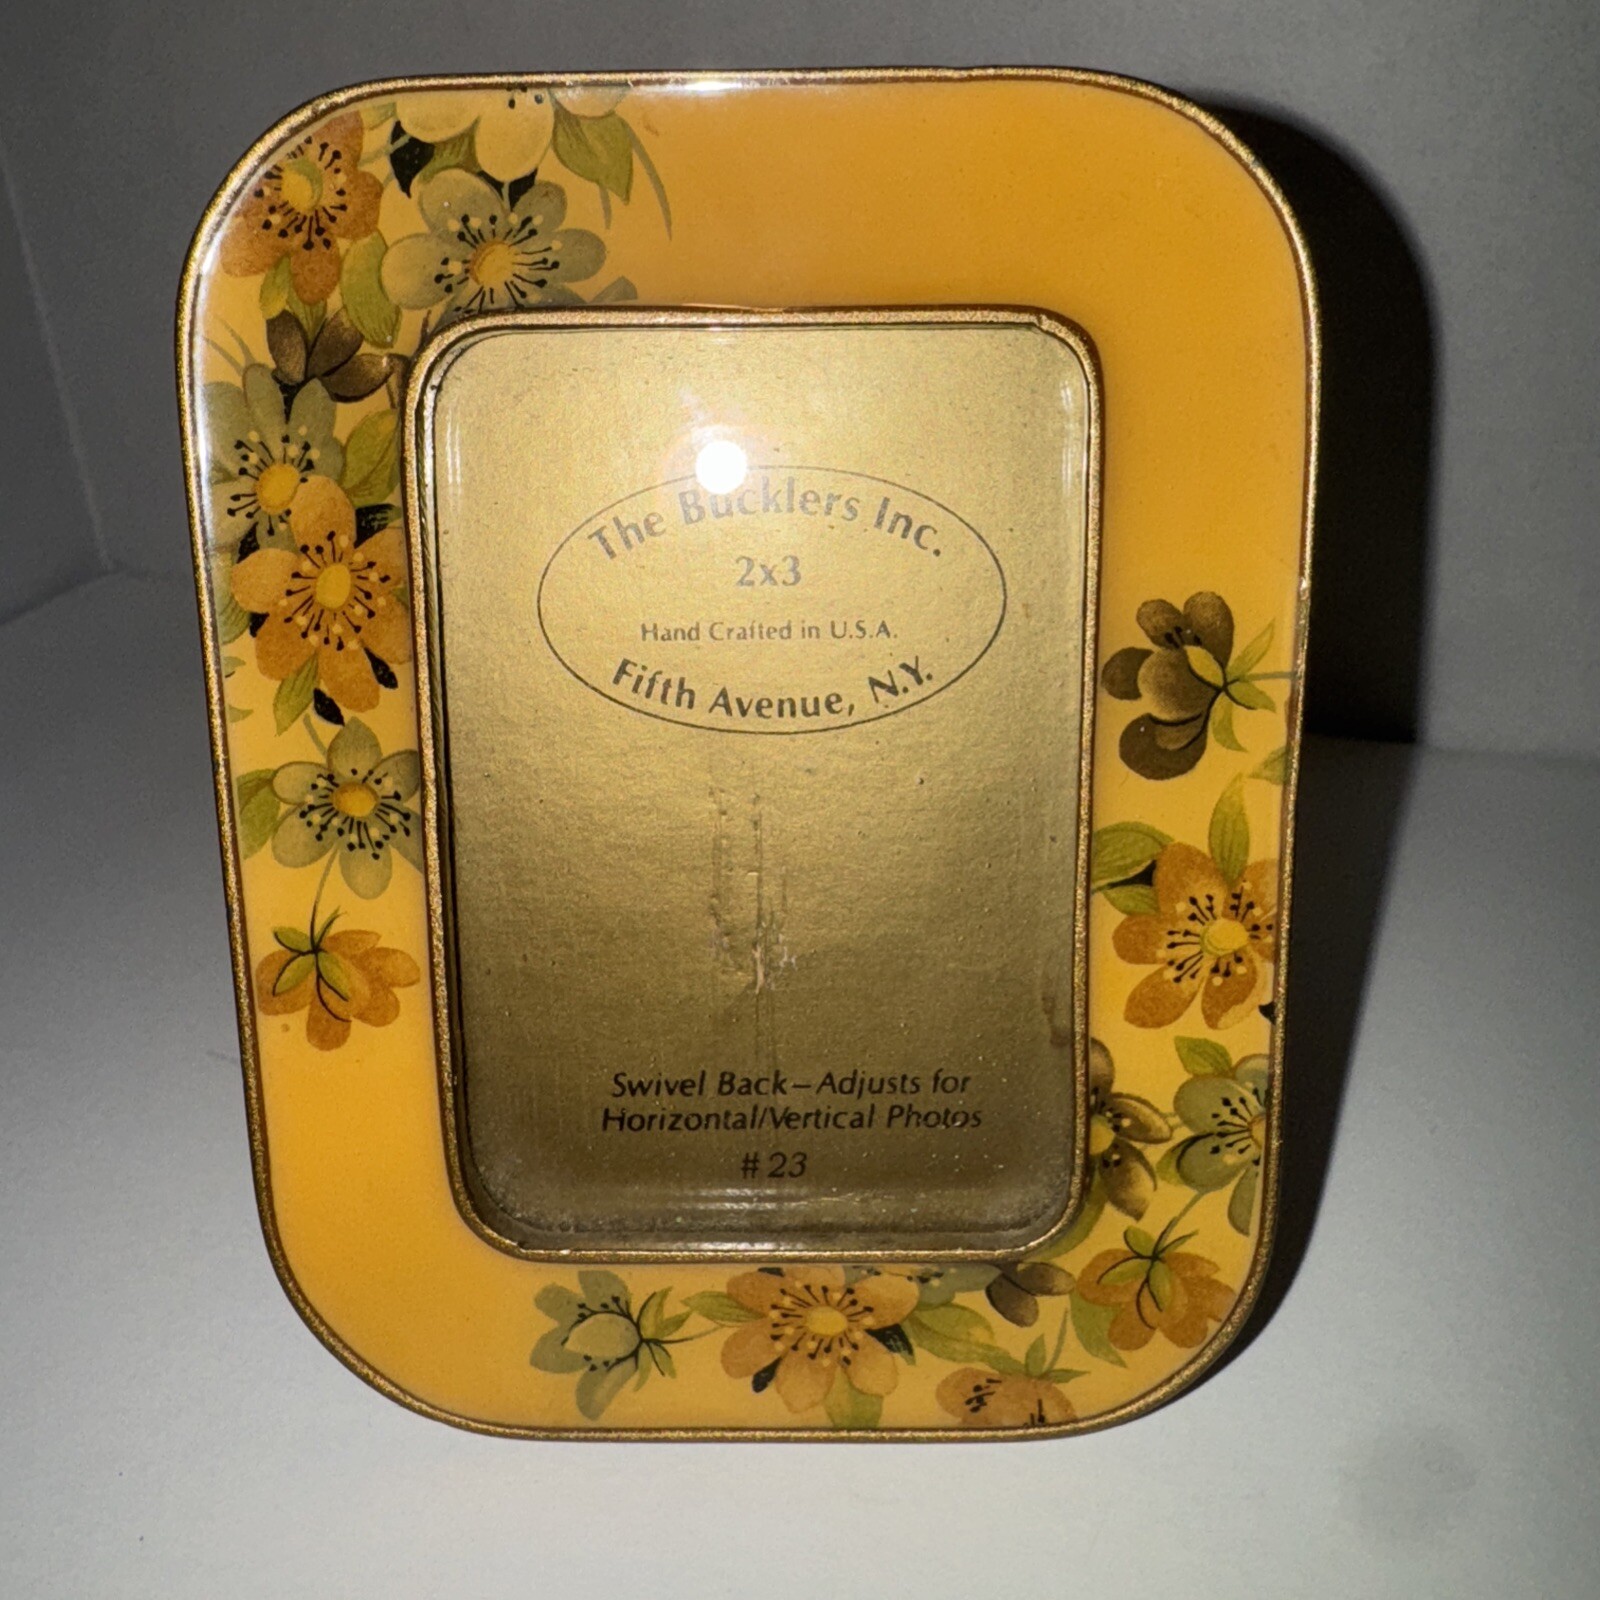 The Bucklers Inc.
2x3
Hand Crafted in U.S.A.
Fifth Avenue, N.Y.
Swivel Back–Adjusts for
Horizontal/Vertical Photos
# 23